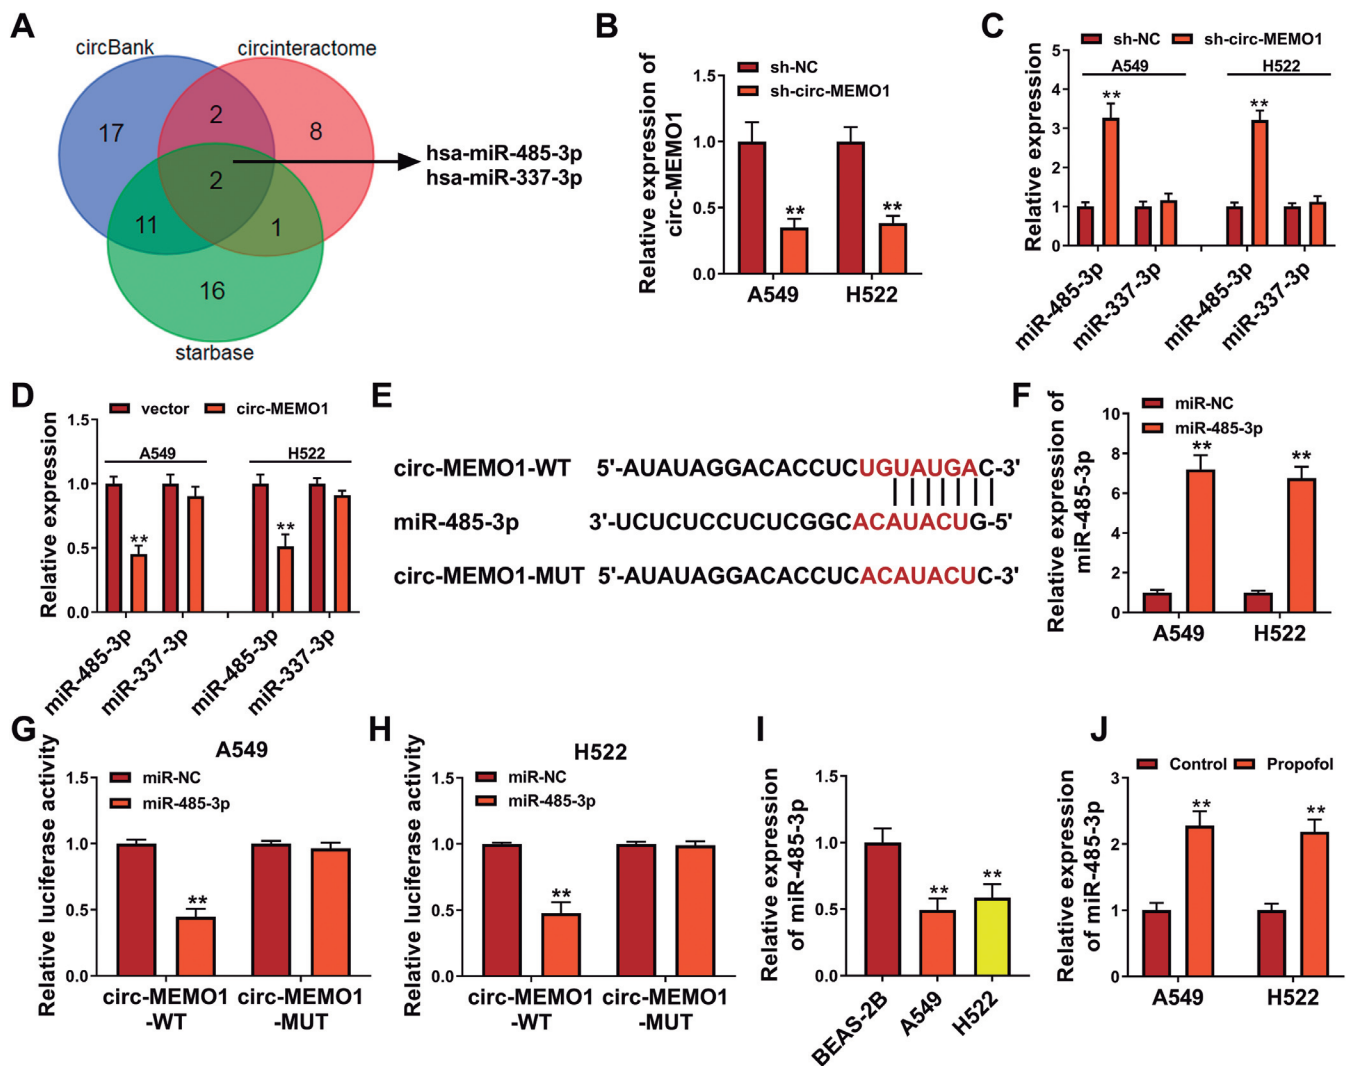 A
circBank
circinteractome
17
2
8
2
11
1
16
starbase
hsa-miR-485-3p
hsa-miR-337-3p
B
Relative expression of
circ-MEMO1
sh-NC
sh-circ-MEMO1
1.5
1.0
0.5
0.0
**
**
A549
H522
C
Relative expression
sh-NC
sh-circ-MEMO1
A549
H522
5
4
3
2
1
0
**
**
miR-485-3p
miR-337-3p
miR-485-3p
miR-337-3p
D
Relative expression
vector
circ-MEMO1
A549
H522
1.5
1.0
0.5
0.0
**
**
miR-485-3p
miR-337-3p
miR-485-3p
miR-337-3p
E
circ-MEMO1-WT 5'-AUAUAGGACACCUCUGUAUGAC-3'
miR-485-3p 3'-UCUCUCCUCUCGGCACAUACUG-5'
circ-MEMO1-MUT 5'-AUAUAGGACACCUCACAUACUC-3'
F
Relative expression of
miR-485-3p
miR-NC
miR-485-3p
10
8
6
4
2
0
**
**
A549
H522
G
A549
Relative luciferase activity
miR-NC
miR-485-3p
1.5
1.0
0.5
0.0
**
circ-MEMO1
-WT
circ-MEMO1
-MUT
H
H522
Relative luciferase activity
miR-NC
miR-485-3p
1.5
1.0
0.5
0.0
**
circ-MEMO1
-WT
circ-MEMO1
-MUT
I
Relative expression
of miR-485-3p
1.5
1.0
0.5
0.0
**
**
BEAS-2B
A549
H522
J
Relative expression
of miR-485-3p
Control
Propofol
3
2
1
0
**
**
A549
H522